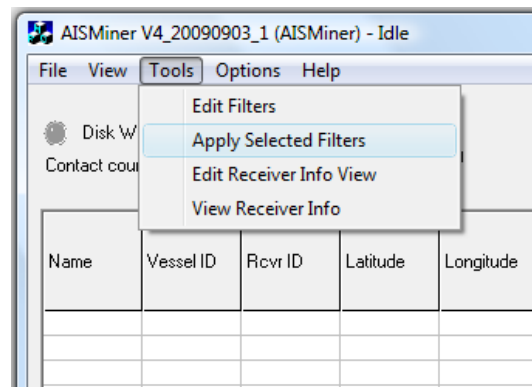 AISMiner V4_20090903_1 (AISMiner) - Idle
File View Tools Options Help
Edit Filters
Disk W
Apply Selected Filters
Contact cou
Edit Receiver Info View
View Receiver Info
Name Vessel ID Rcvr ID Latitude Longitude